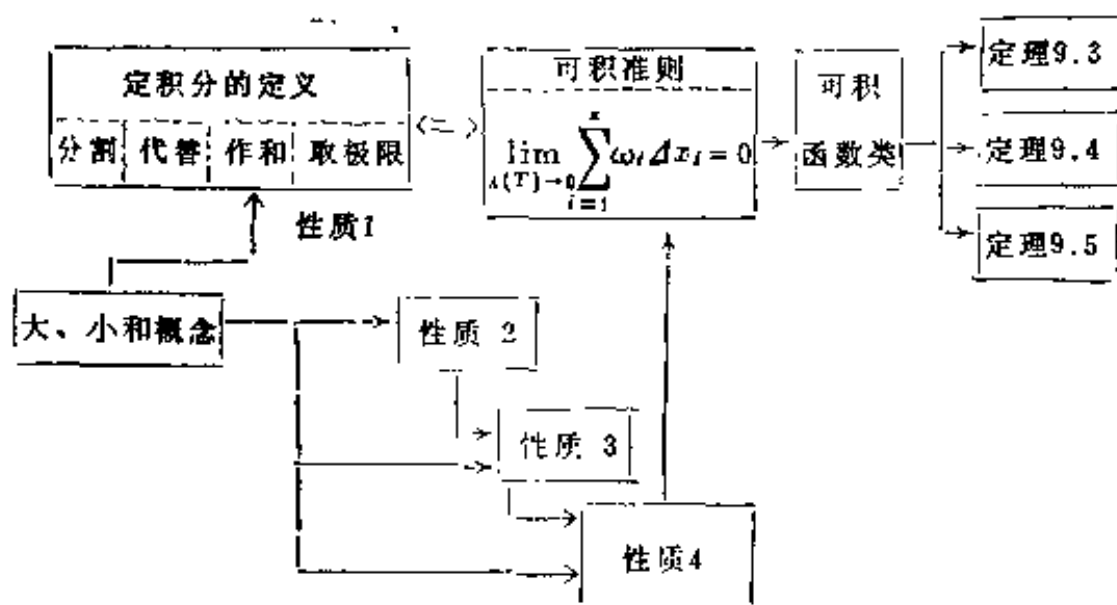 定积分的定义
分割 代替 作和 取极限
可积准则
lim Σ ω_i Δx_i = 0
λ(T)→0 i=1
n
可积
函数类
定理9.3
定理9.4
定理9.5
性质1
大、小和概念
性质 2
性质 3
性质4